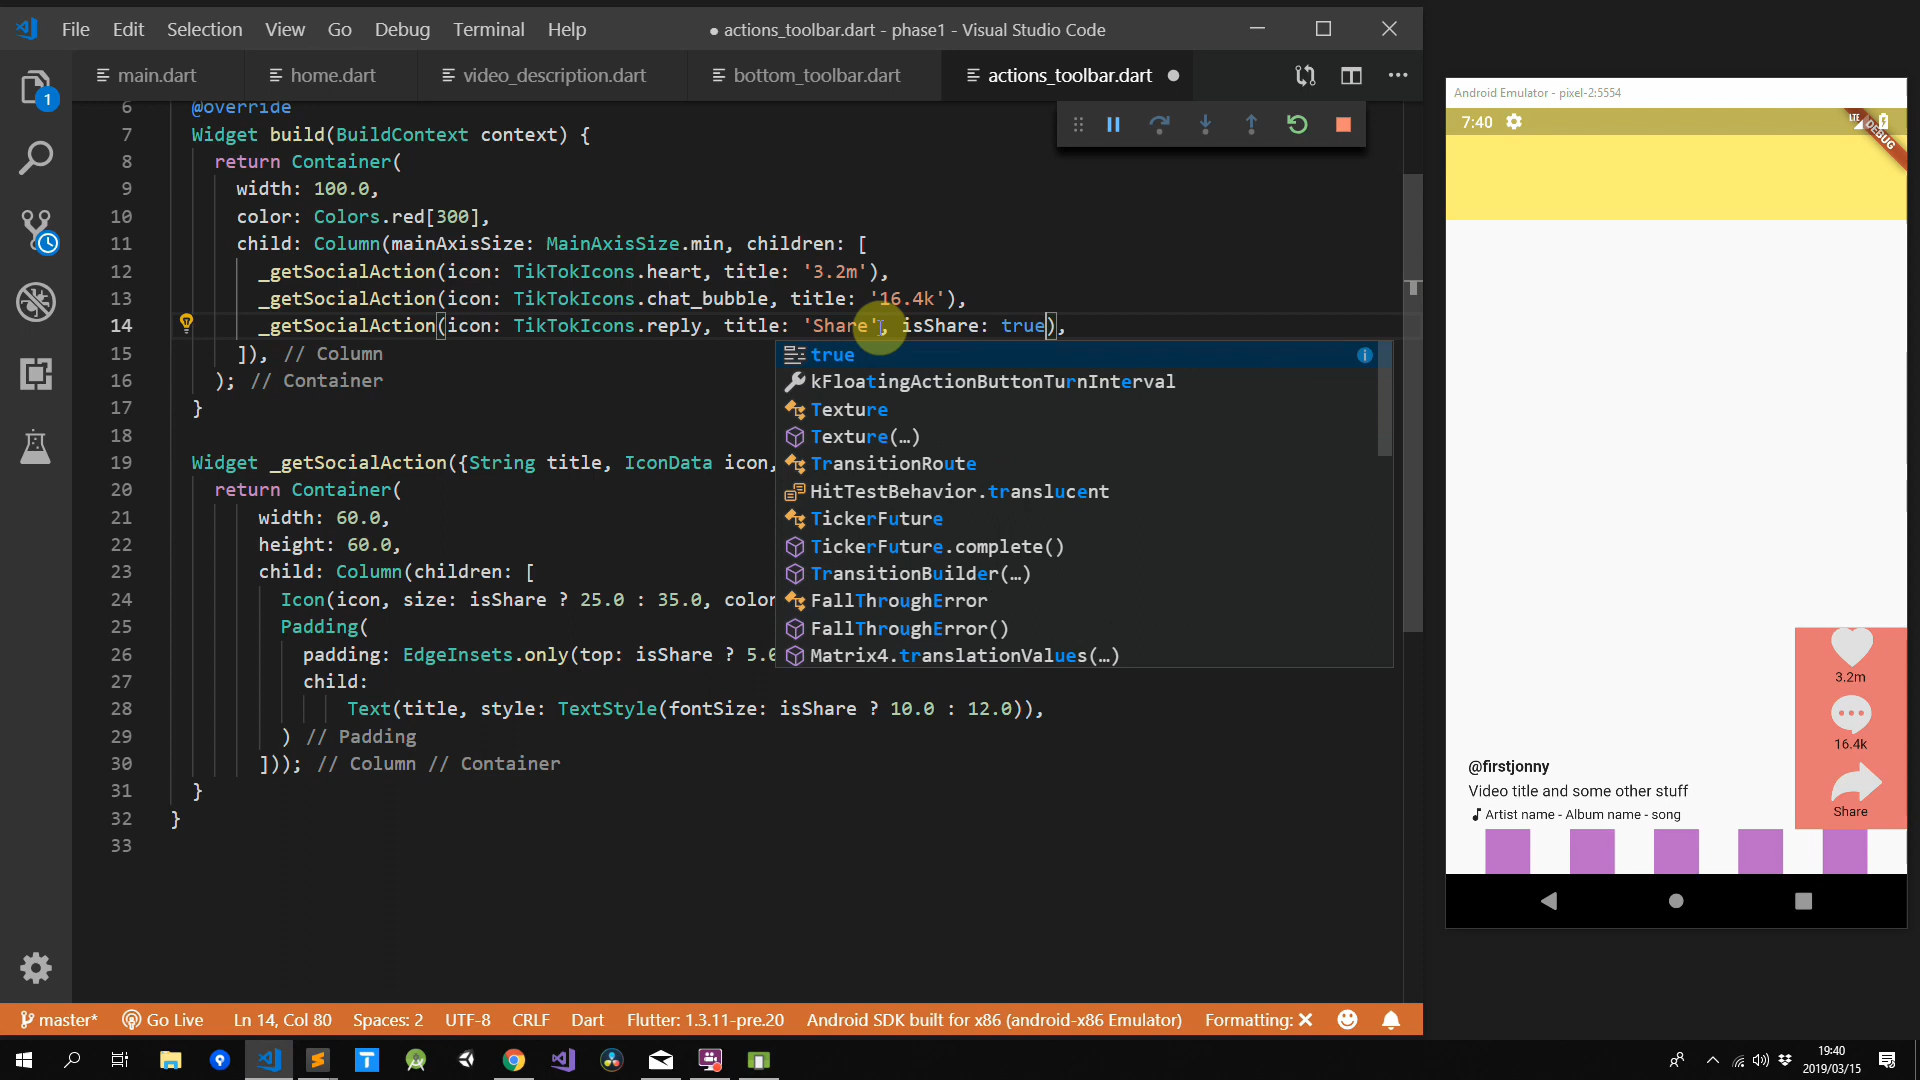 File Edit Selection View Go Debug Terminal Help
● actions_toolbar.dart - phase1 - Visual Studio Code
main.dart home.dart video_description.dart bottom_toolbar.dart actions_toolbar.dart
1
6 @override
7 Widget build(BuildContext context) {
8 return Container(
9 width: 100.0,
10 color: Colors.red[300],
11 child: Column(mainAxisSize: MainAxisSize.min, children: [
12 _getSocialAction(icon: TikTokIcons.heart, title: '3.2m'),
13 _getSocialAction(icon: TikTokIcons.chat_bubble, title: '16.4k'),
14 _getSocialAction(icon: TikTokIcons.reply, title: 'Share', isShare: true),
15 ]), // Column
16 ); // Container
17 }
18
19 Widget _getSocialAction({String title, IconData icon,
20 return Container(
21 width: 60.0,
22 height: 60.0,
23 child: Column(children: [
24 Icon(icon, size: isShare ? 25.0 : 35.0, color
25 Padding(
26 padding: EdgeInsets.only(top: isShare ? 5.0
27 child:
28 Text(title, style: TextStyle(fontSize: isShare ? 10.0 : 12.0)),
29 ) // Padding
30 ])); // Column // Container
31 }
32 }
33
true
kFloatingActionButtonTurnInterval
Texture
Texture(…)
TransitionRoute
HitTestBehavior.translucent
TickerFuture
TickerFuture.complete()
TransitionBuilder(…)
FallThroughError
FallThroughError()
Matrix4.translationValues(…)
master* Go Live Ln 14, Col 80 Spaces: 2 UTF-8 CRLF Dart Flutter: 1.3.11-pre.20 Android SDK built for x86 (android-x86 Emulator) Formatting: ✕
Android Emulator - pixel-2:5554
7:40
LTE
DEBUG
3.2m
16.4k
Share
@firstjonny
Video title and some other stuff
Artist name - Album name - song
19:40
2019/03/15